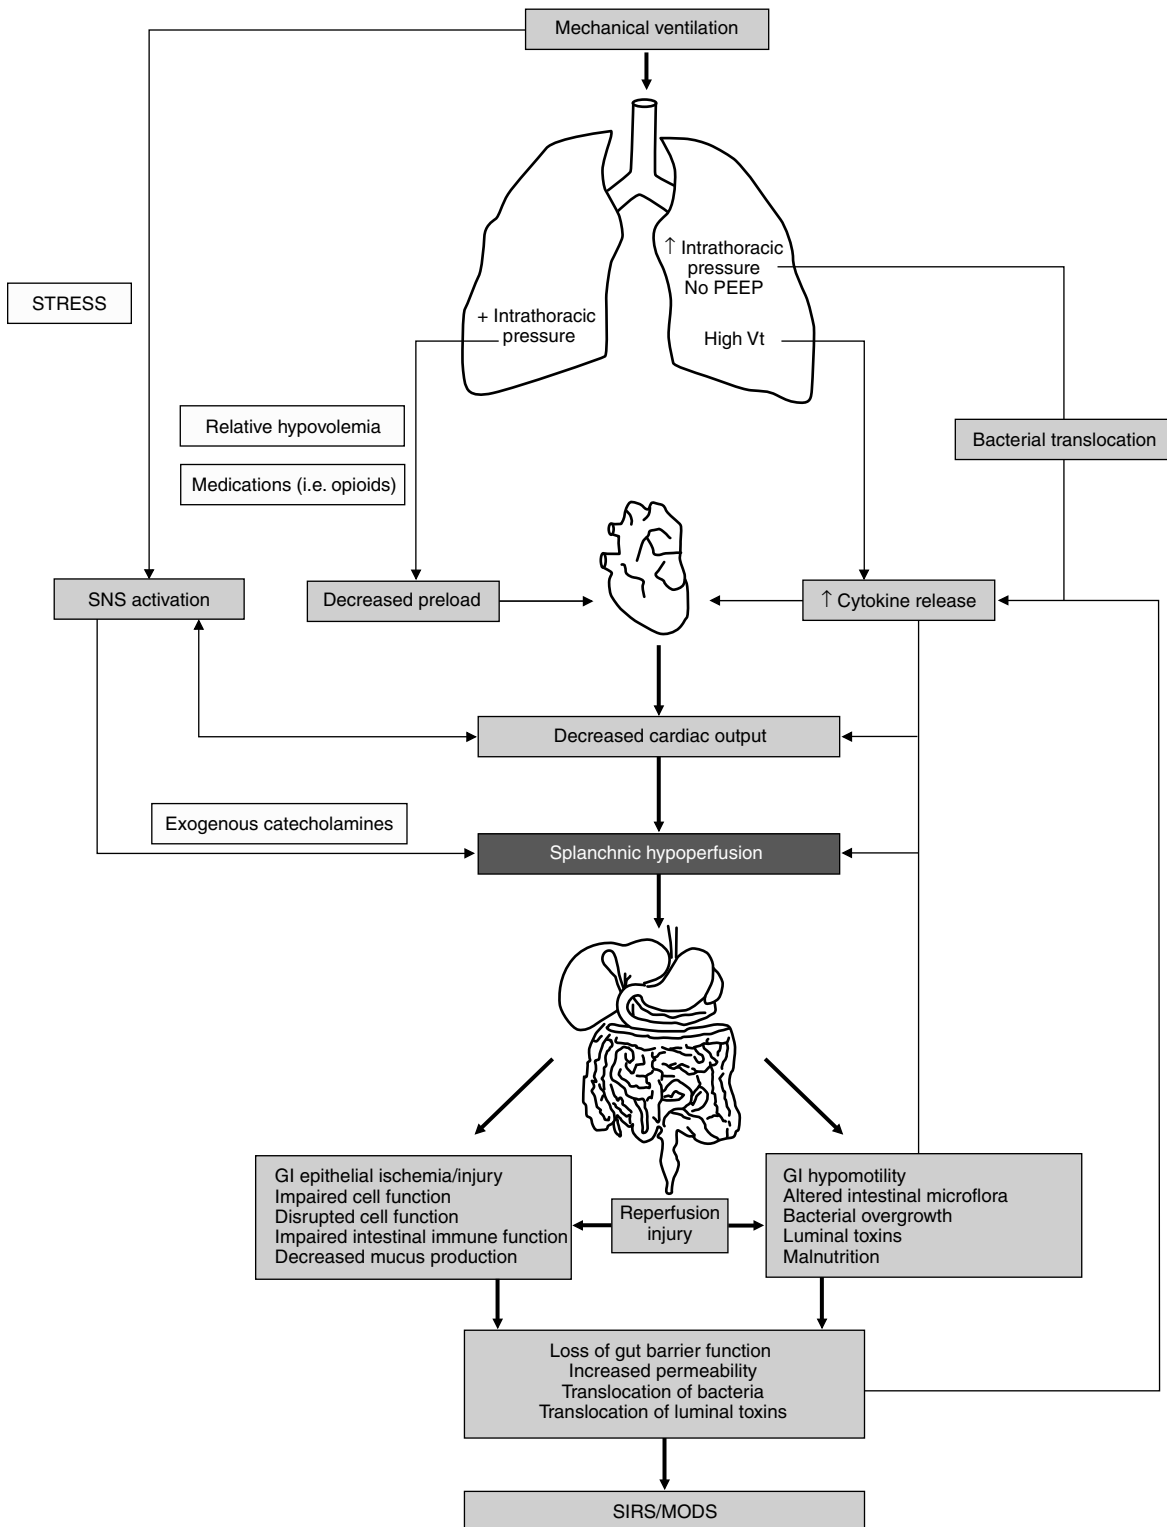 Mechanical ventilation
↑ Intrathoracic
pressure
No PEEP
STRESS
+ Intrathoracic
pressure
High Vt
Relative hypovolemia
Bacterial translocation
Medications (i.e. opioids)
SNS activation
Decreased preload
↑ Cytokine release
Decreased cardiac output
Exogenous catecholamines
Splanchnic hypoperfusion
GI epithelial ischemia/injury
Impaired cell function
Disrupted cell function
Impaired intestinal immune function
Decreased mucus production
Reperfusion
injury
GI hypomotility
Altered intestinal microflora
Bacterial overgrowth
Luminal toxins
Malnutrition
Loss of gut barrier function
Increased permeability
Translocation of bacteria
Translocation of luminal toxins
SIRS/MODS